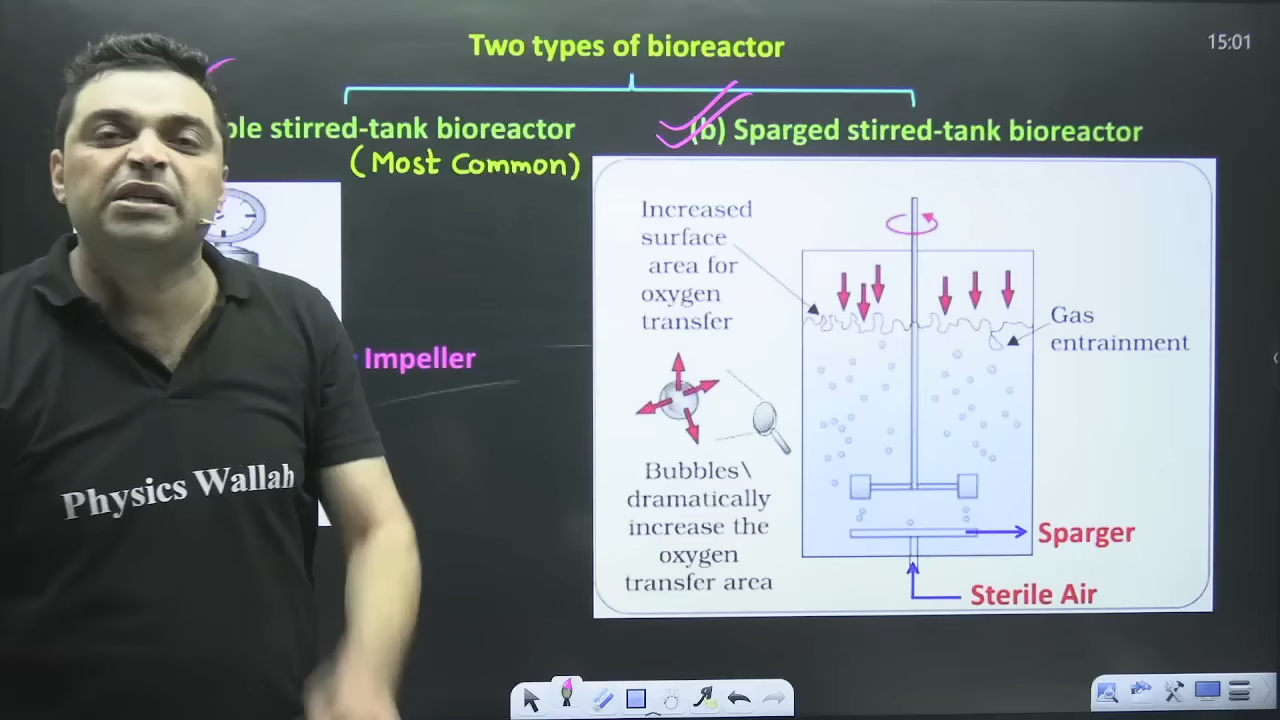 Two types of bioreactor
15:01
stirred-tank bioreactor
(Most Common)
(b) Sparged stirred-tank bioreactor
Increased
surface
area for
oxygen
transfer
Gas
entrainment
Impeller
Bubbles\
dramatically
increase the
oxygen
transfer area
Sparger
Sterile Air
Physics Wallah